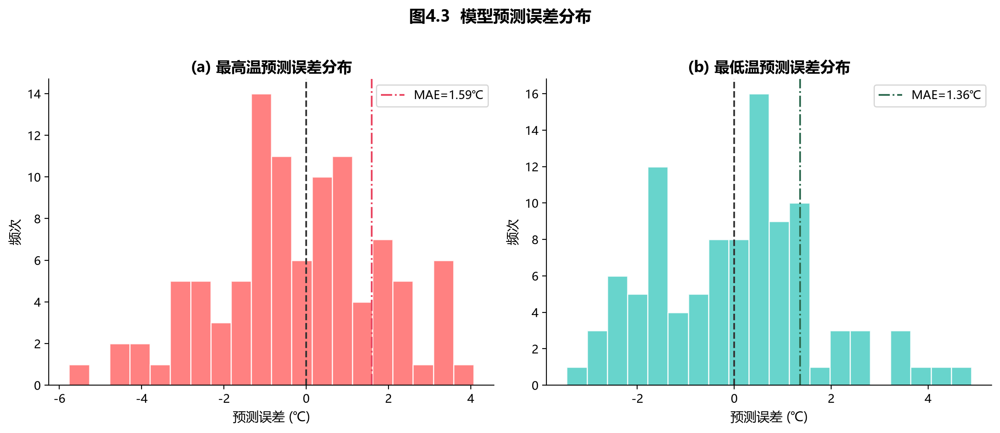 图4.3 模型预测误差分布
(a) 最高温预测误差分布
MAE=1.59℃
频次
14
12
10
8
6
4
2
0
-6 -4 -2 0 2 4
预测误差 (℃)
(b) 最低温预测误差分布
MAE=1.36℃
频次
16
14
12
10
8
6
4
2
0
-2 0 2 4
预测误差 (℃)